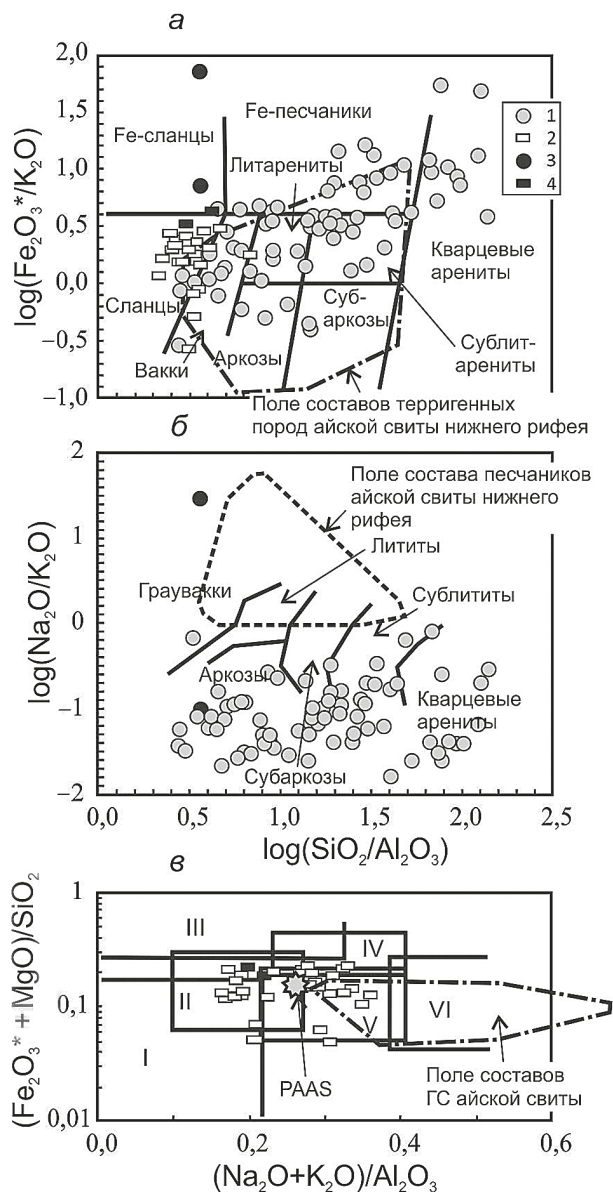 а
2,0
1,5
1,0
0,5
0,0
–0,5
–1,0
log(Fe₂O₃*/K₂O)
Fe-песчаники
Fe-сланцы
Литарениты
1
2
3
4
Кварцевые
арениты
Сланцы
Суб-
аркозы
Вакки
Аркозы
Сублит-
арениты
Поле составов терригенных
пород айской свиты нижнего рифея
б
2
1
0
–1
–2
log(Na₂O/K₂O)
Поле состава песчаников
айской свиты нижнего
рифея
Лититы
Граувакки
Сублититы
Аркозы
Кварцевые
арениты
Субаркозы
0,0
0,5
1,0
1,5
2,0
2,5
log(SiO₂/Al₂O₃)
в
1
0,1
0,01
(Fe₂O₃* + MgO)/SiO₂
III
IV
II
V
VI
I
PAAS
Поле составов
ГС айской свиты
0,0
0,2
0,4
0,6
(Na₂O+K₂O)/Al₂O₃